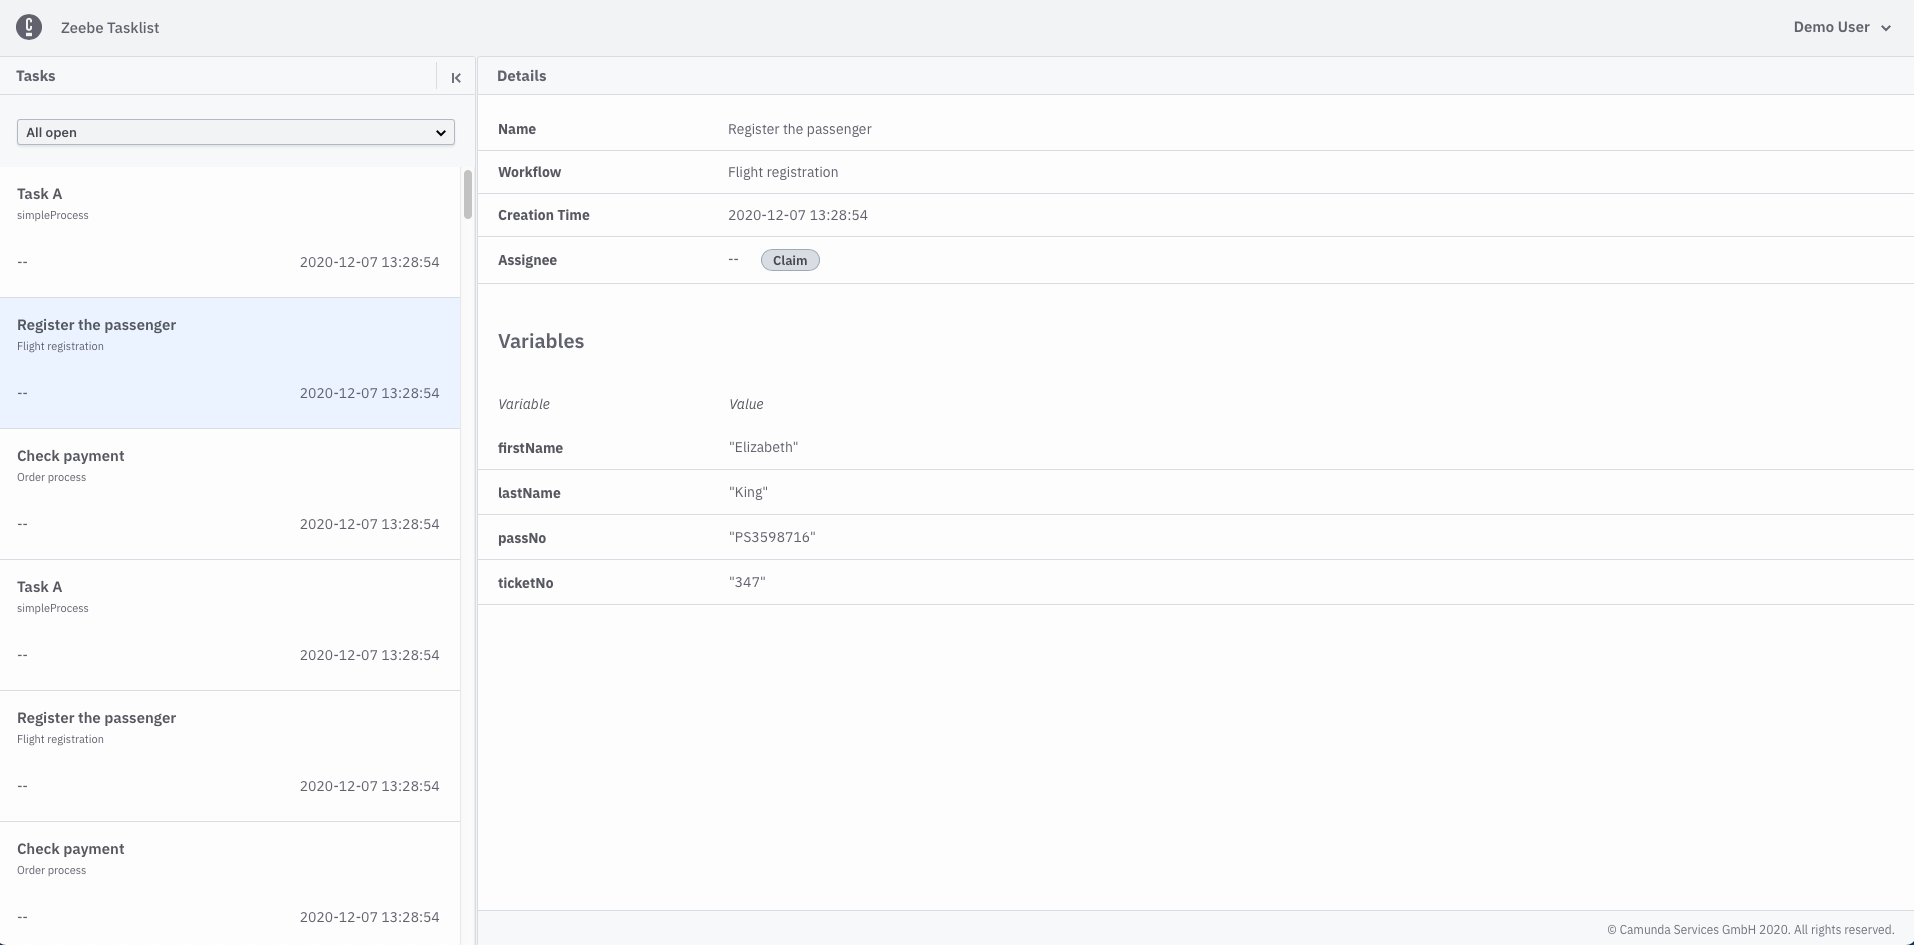 Zeebe Tasklist
Demo User
Tasks
All open
Task A
simpleProcess
-- 2020-12-07 13:28:54
Register the passenger
Flight registration
-- 2020-12-07 13:28:54
Check payment
Order process
-- 2020-12-07 13:28:54
Task A
simpleProcess
-- 2020-12-07 13:28:54
Register the passenger
Flight registration
-- 2020-12-07 13:28:54
Check payment
Order process
-- 2020-12-07 13:28:54
Details
Name Register the passenger
Workflow Flight registration
Creation Time 2020-12-07 13:28:54
Assignee -- Claim
Variables
Variable Value
firstName "Elizabeth"
lastName "King"
passNo "PS3598716"
ticketNo "347"
© Camunda Services GmbH 2020. All rights reserved.